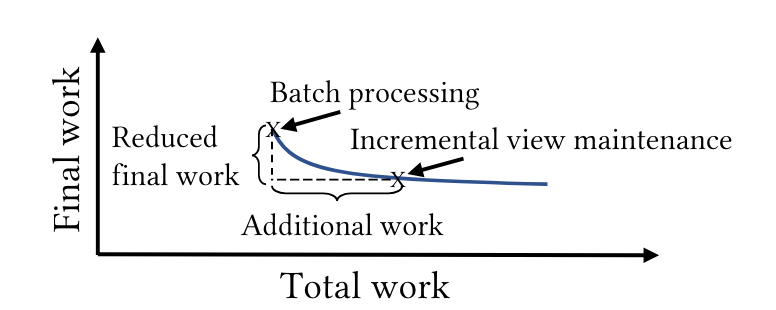 Final work
Batch processing
X
Reduced
final work
Incremental view maintenance
X
Additional work
Total work